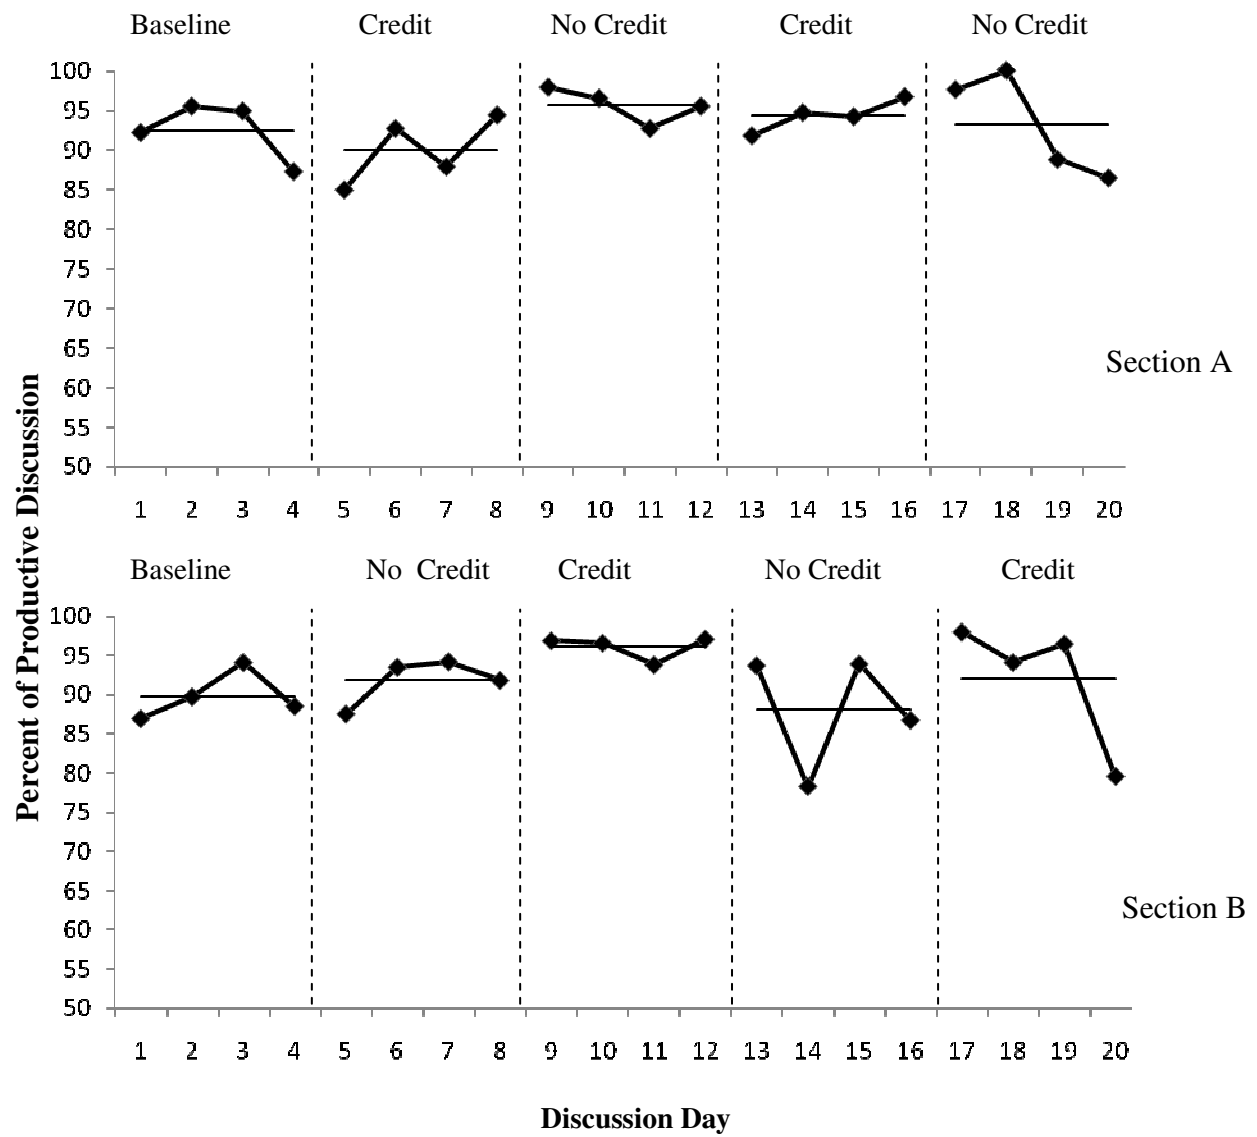 Baseline Credit No Credit Credit No Credit
100
95
90
85
80
75
70
65
60
55
50
Section A
1 2 3 4 5 6 7 8 9 10 11 12 13 14 15 16 17 18 19 20
Percent of Productive Discussion
Baseline No Credit Credit No Credit Credit
100
95
90
85
80
75
70
65
60
55
50
Section B
1 2 3 4 5 6 7 8 9 10 11 12 13 14 15 16 17 18 19 20
Discussion Day